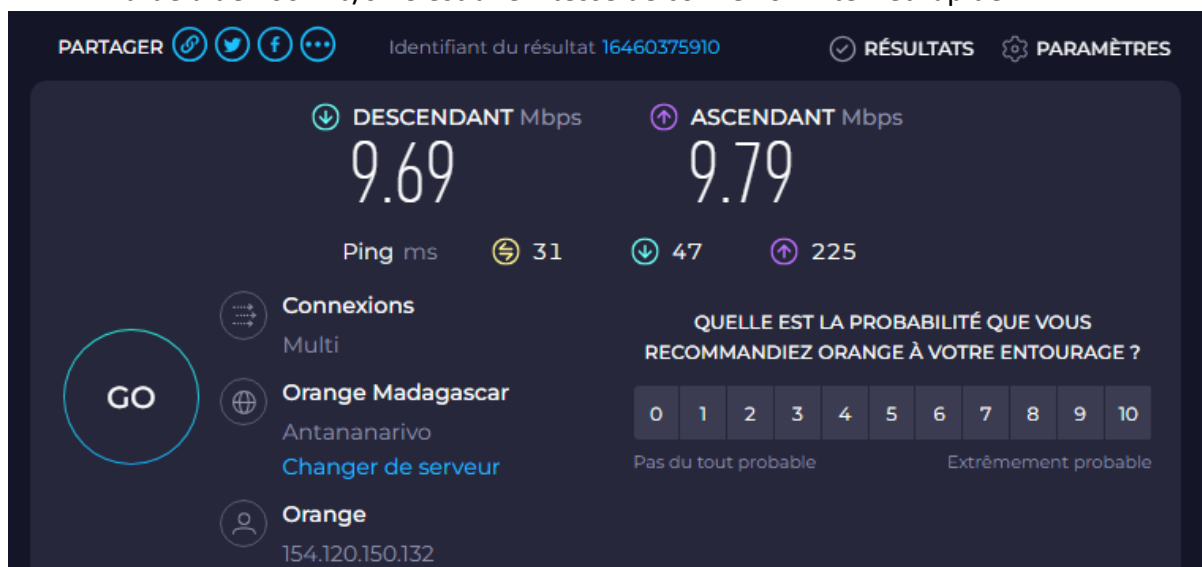 PARTAGER Identifiant du résultat 16460375910 RÉSULTATS PARAMÈTRES
DESCENDANT Mbps ASCENDANT Mbps
9.69 9.79
Ping ms 31 47 225
Connexions
Multi
Orange Madagascar
Antananarivo
Changer de serveur
Orange
154.120.150.132
GO
QUELLE EST LA PROBABILITÉ QUE VOUS
RECOMMANDIEZ ORANGE À VOTRE ENTOURAGE ?
0 1 2 3 4 5 6 7 8 9 10
Pas du tout probable Extrêmement probable